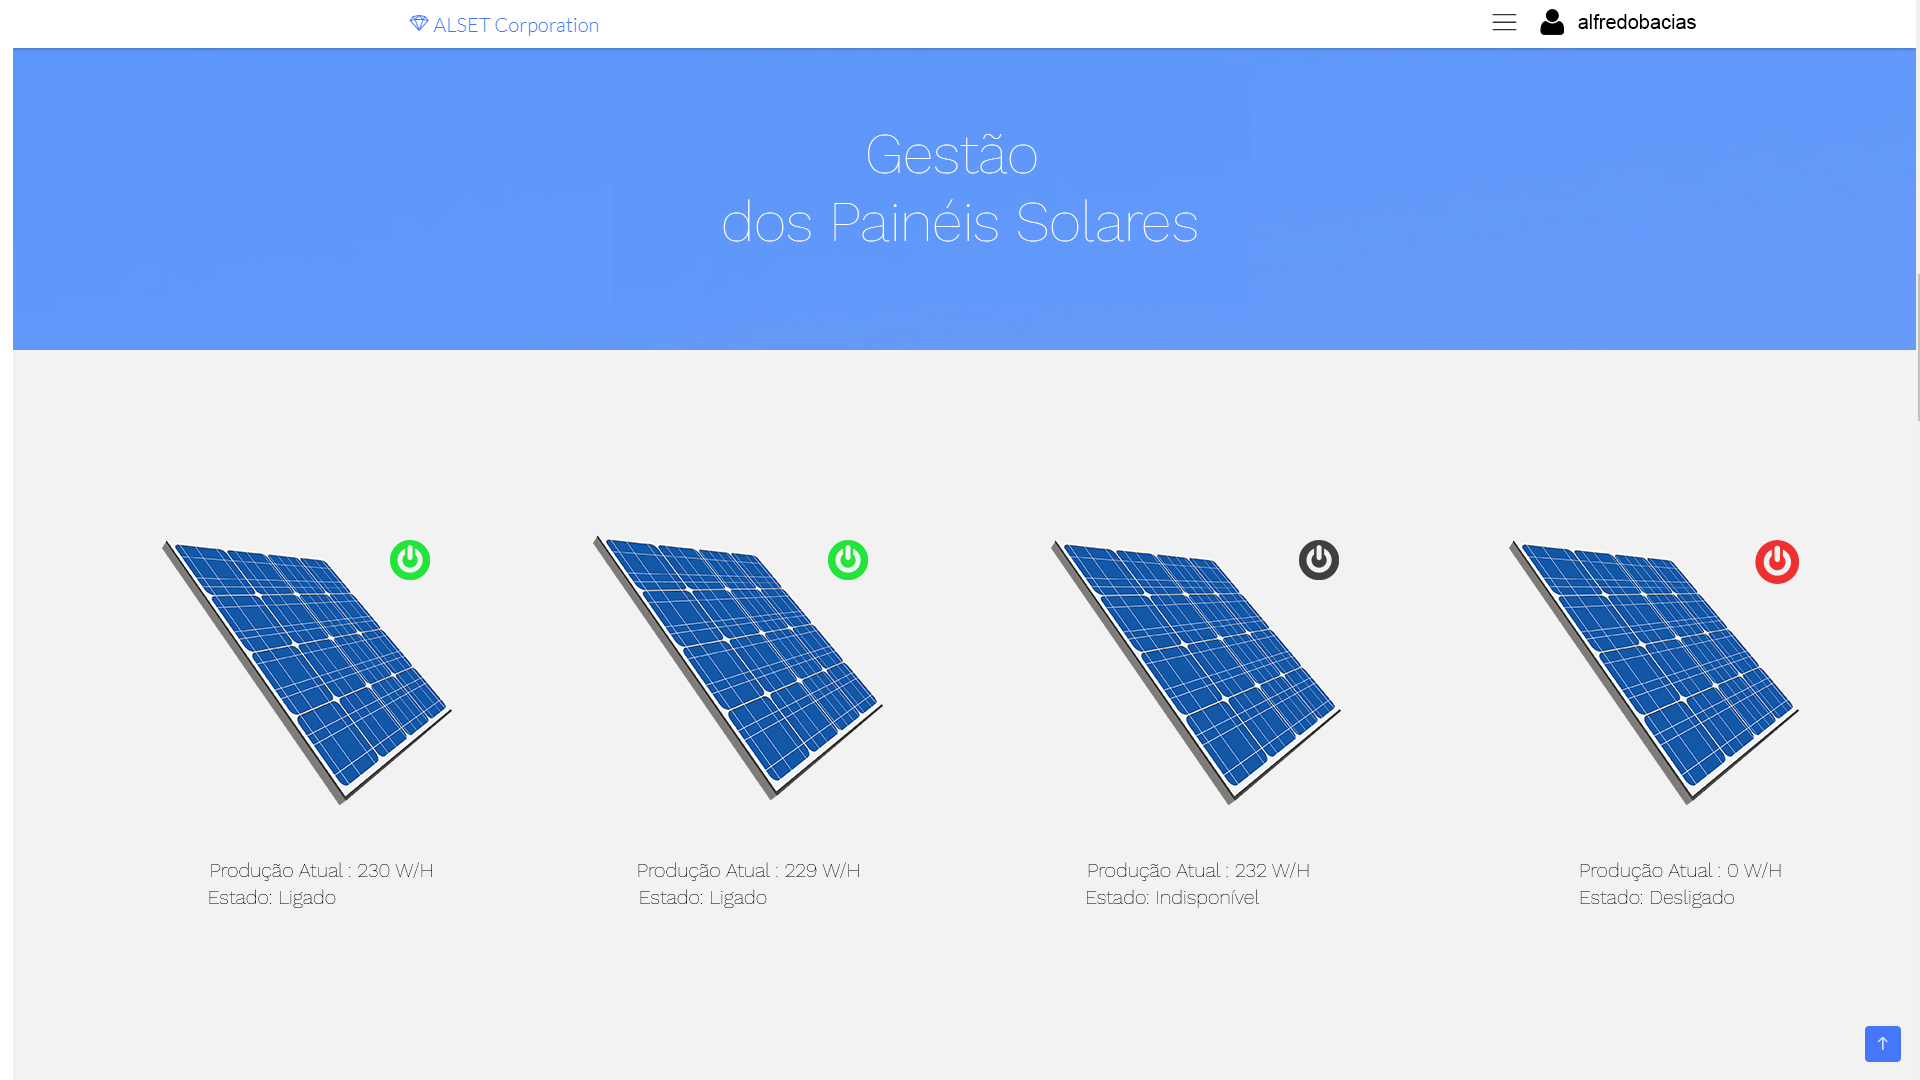 ALSET Corporation
alfredobacias
Gestão
dos Painéis Solares
Produção Atual : 230 W/H
Estado: Ligado
Produção Atual : 229 W/H
Estado: Ligado
Produção Atual : 232 W/H
Estado: Indisponível
Produção Atual : 0 W/H
Estado: Desligado